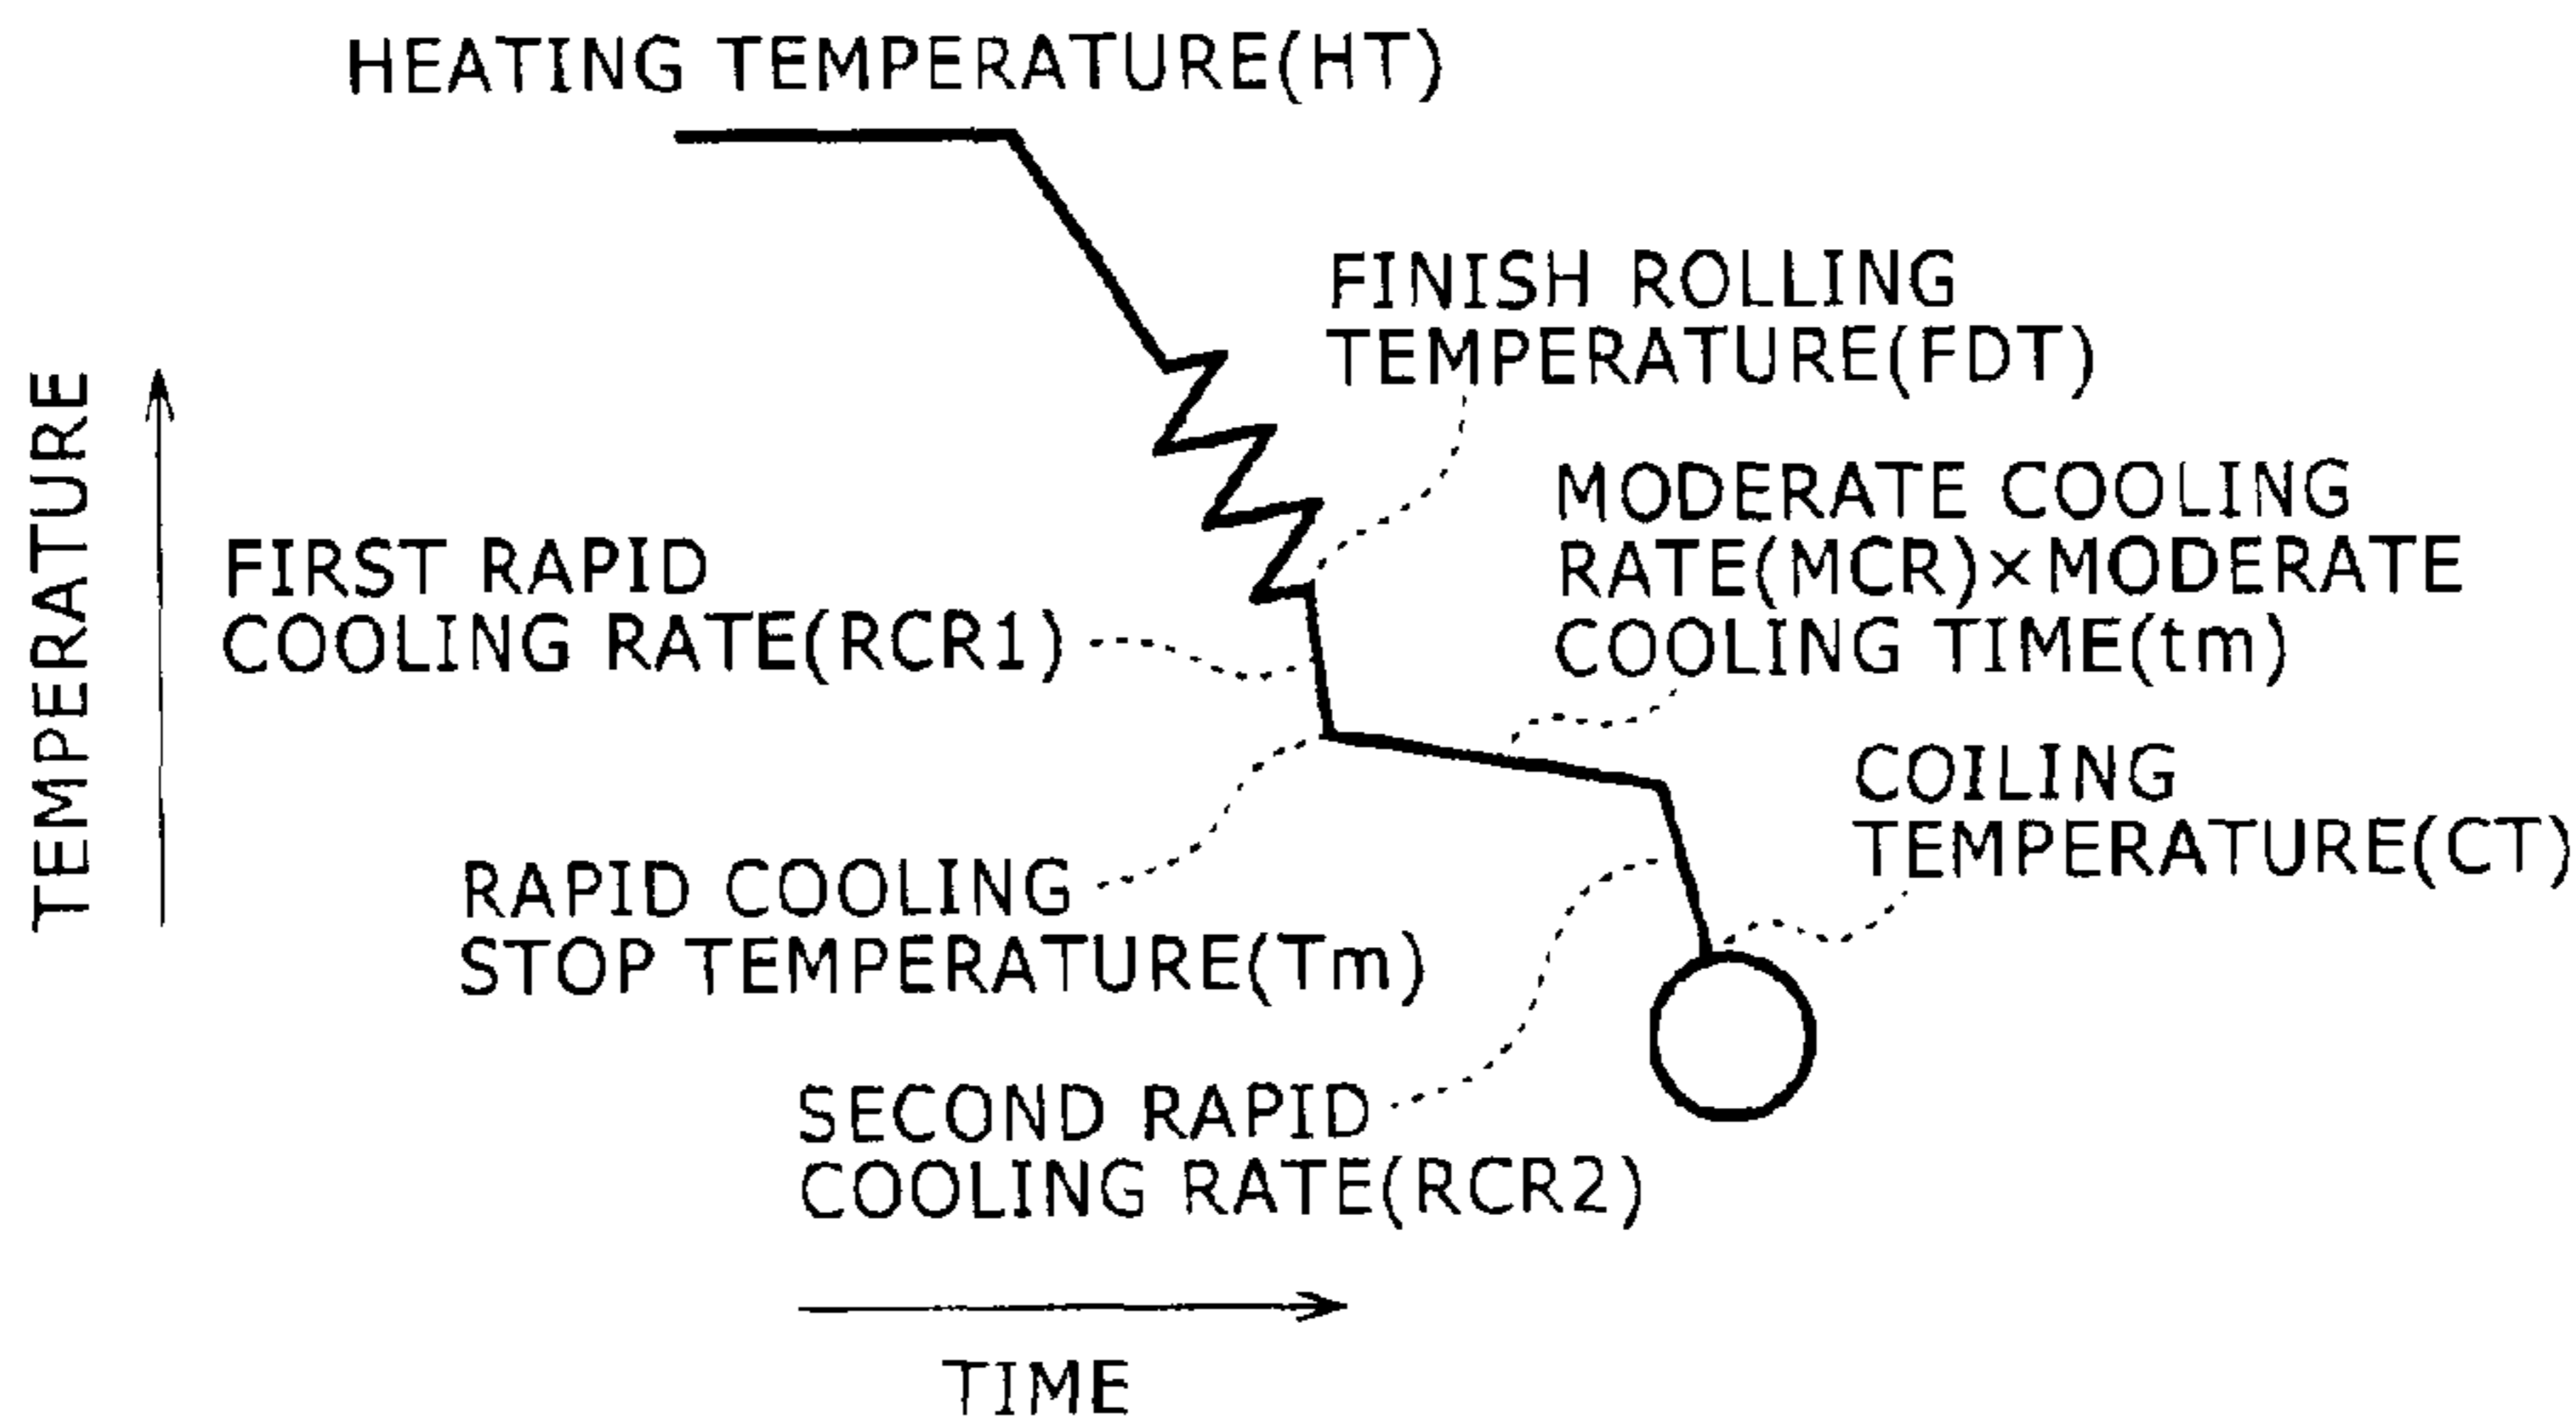 HEATING TEMPERATURE(HT)
FINISH ROLLING
TEMPERATURE(FDT)
MODERATE COOLING
RATE(MCR)×MODERATE
COOLING TIME(tm)
FIRST RAPID
COOLING RATE(RCR1)
TEMPERATURE
COILING
TEMPERATURE(CT)
RAPID COOLING
STOP TEMPERATURE(Tm)
SECOND RAPID
COOLING RATE(RCR2)
TIME